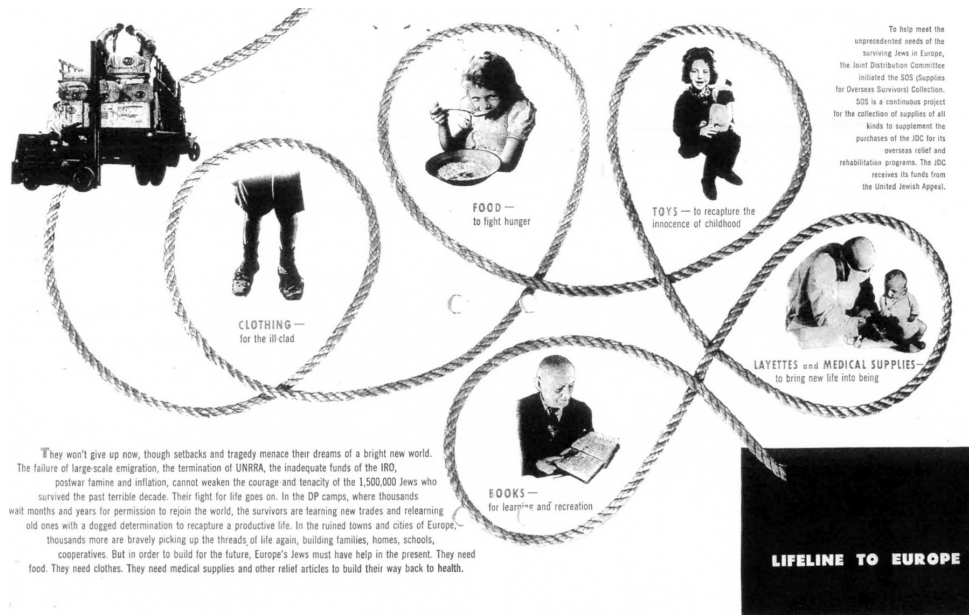 To help meet the
unprecedented needs of the
surviving Jews in Europe,
the Joint Distribution Committee
initiated the SOS (Supplies
for Overseas Survivors) Collection.
SOS is a continuous project
for the collection of supplies of all
kinds to supplement the
purchases of the JDC for its
overseas relief and
rehabilitation programs. The JDC
receives its funds from
the United Jewish Appeal.
FOOD —
to fight hunger
TOYS — to recapture the
innocence of childhood
CLOTHING —
for the ill-clad
LAYETTES and MEDICAL SUPPLIES—
to bring new life into being
BOOKS —
for learning and recreation
They won't give up now, though setbacks and tragedy menace their dreams of a bright new world.
The failure of large-scale emigration, the termination of UNRRA, the inadequate funds of the IRO,
postwar famine and inflation, cannot weaken the courage and tenacity of the 1,500,000 Jews who
survived the past terrible decade. Their fight for life goes on. In the DP camps, where thousands
wait months and years for permission to rejoin the world, the survivors are learning new trades and relearning
old ones with a dogged determination to recapture a productive life. In the ruined towns and cities of Europe,
thousands more are bravely picking up the threads of life again, building families, homes, schools,
cooperatives. But in order to build for the future, Europe's Jews must have help in the present. They need
food. They need clothes. They need medical supplies and other relief articles to build their way back to health.
LIFELINE TO EUROPE